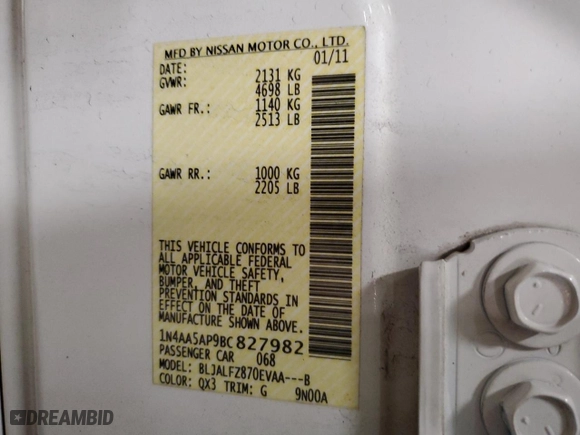 MFD BY NISSAN MOTOR CO., LTD.
DATE: 01/11
GVWR: 2131 KG
4698 LB
GAWR FR.: 1140 KG
2513 LB
GAWR RR.: 1000 KG
2205 LB
THIS VEHICLE CONFORMS TO
ALL APPLICABLE FEDERAL
MOTOR VEHICLE SAFETY,
BUMPER, AND THEFT
PREVENTION STANDARDS IN
EFFECT ON THE DATE OF
MANUFACTURE SHOWN ABOVE.
1N4AA5AP9BC827982
PASSENGER CAR 068
MODEL: BLJALFZ870EVAA---B
COLOR: QX3 TRIM: G 9N00A
DREAMBID